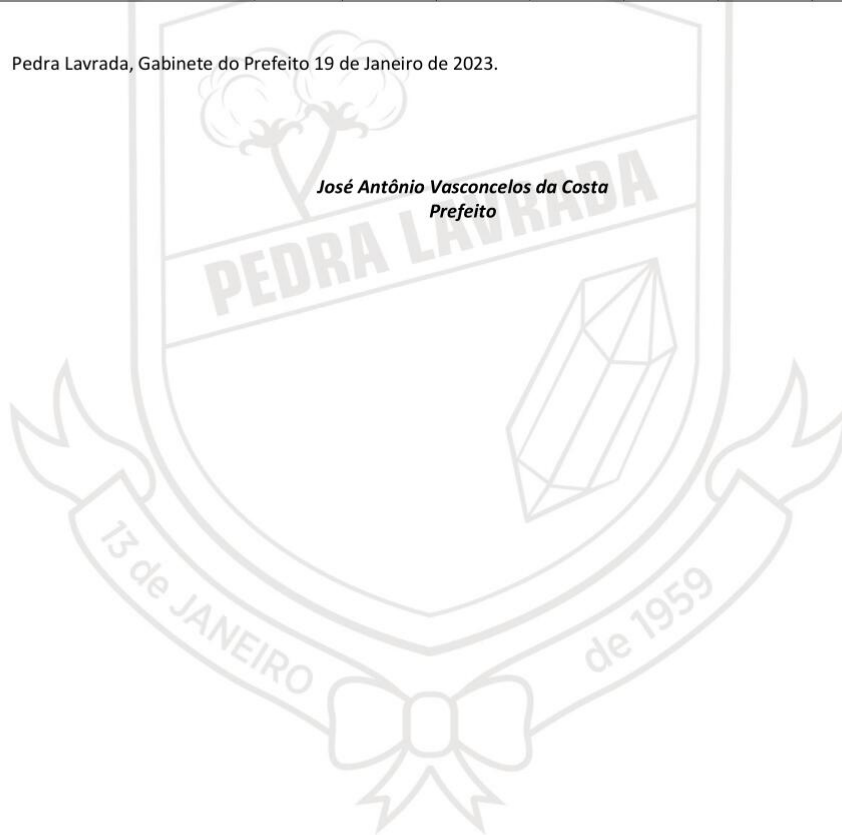 Pedra Lavrada, Gabinete do Prefeito 19 de Janeiro de 2023.
José Antônio Vasconcelos da Costa
Prefeito
PEDRA LAVRADA
13 de JANEIRO
de 1959